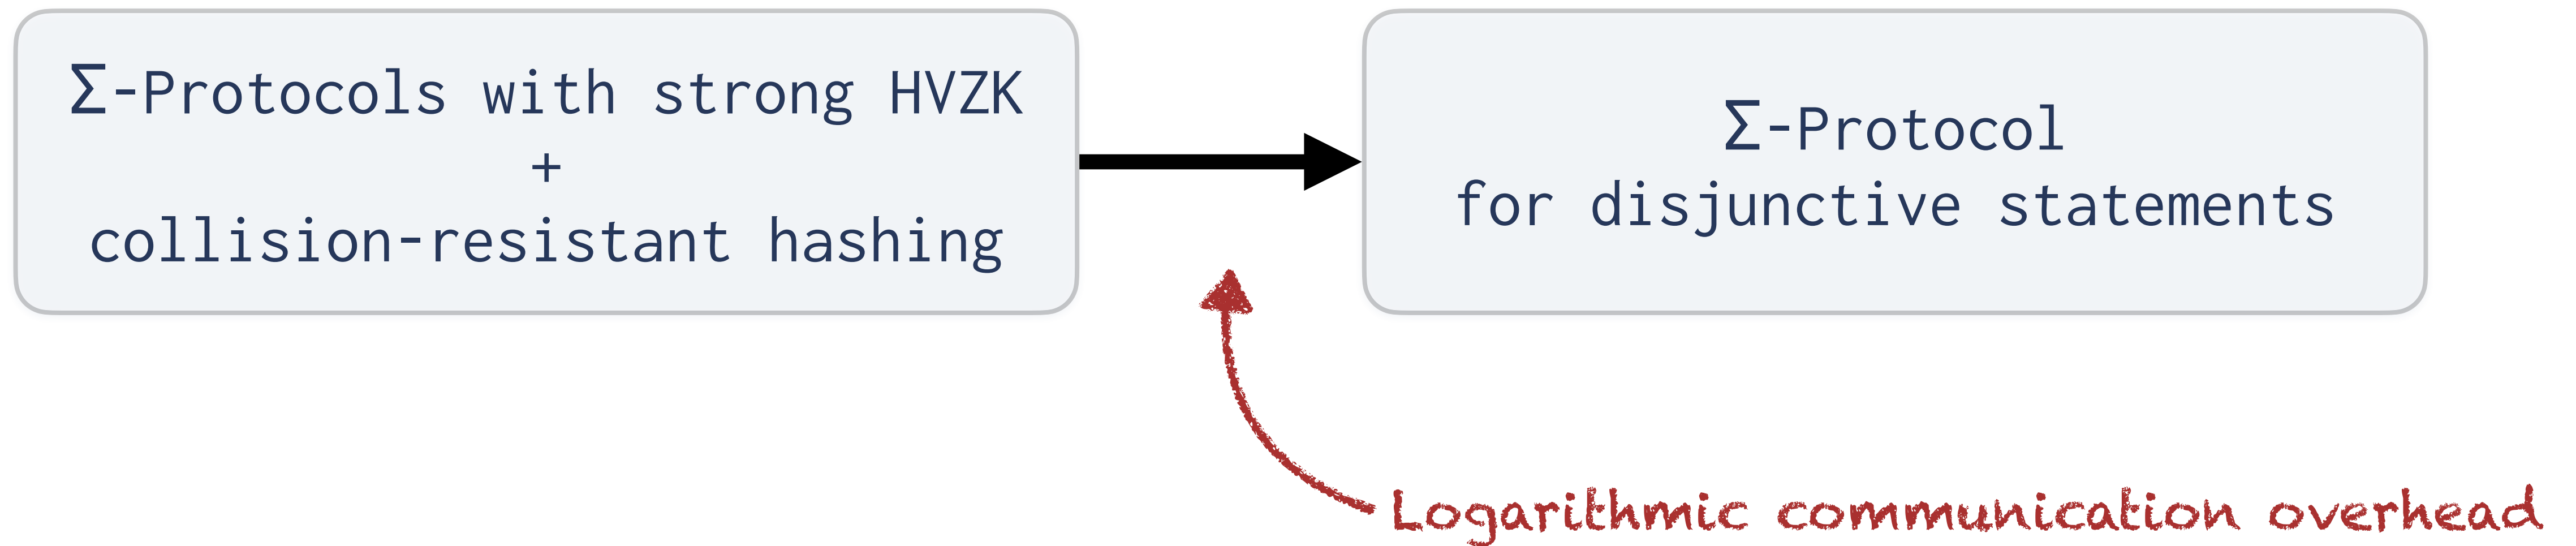 Σ-Protocols with strong HVZK
+
collision-resistant hashing
Σ-Protocol
for disjunctive statements
Logarithmic communication overhead